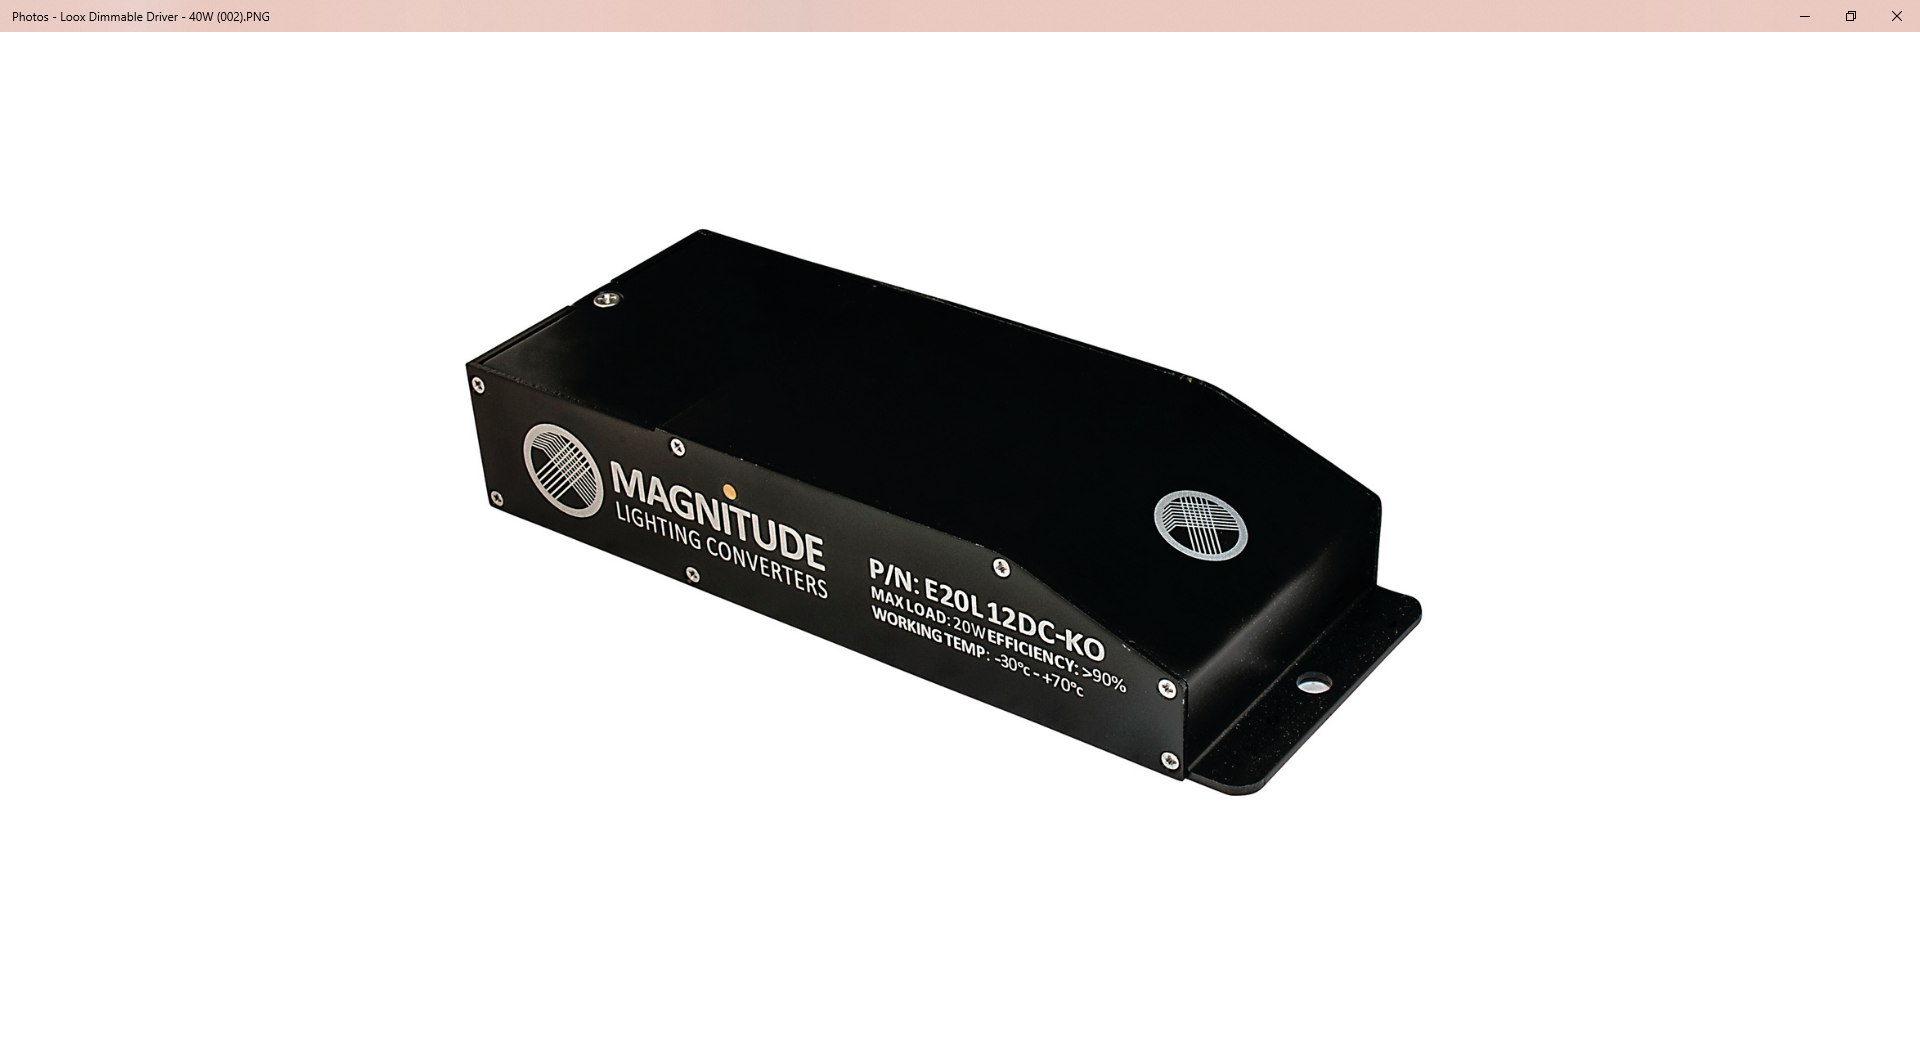 Photos - Loox Dimmable Driver - 40W (002).PNG
MAGNITUDE
LIGHTING CONVERTERS
P/N: E20L12DC-KO
MAX LOAD: 20W EFFICIENCY: >90%
WORKING TEMP: -30°c - +70°c